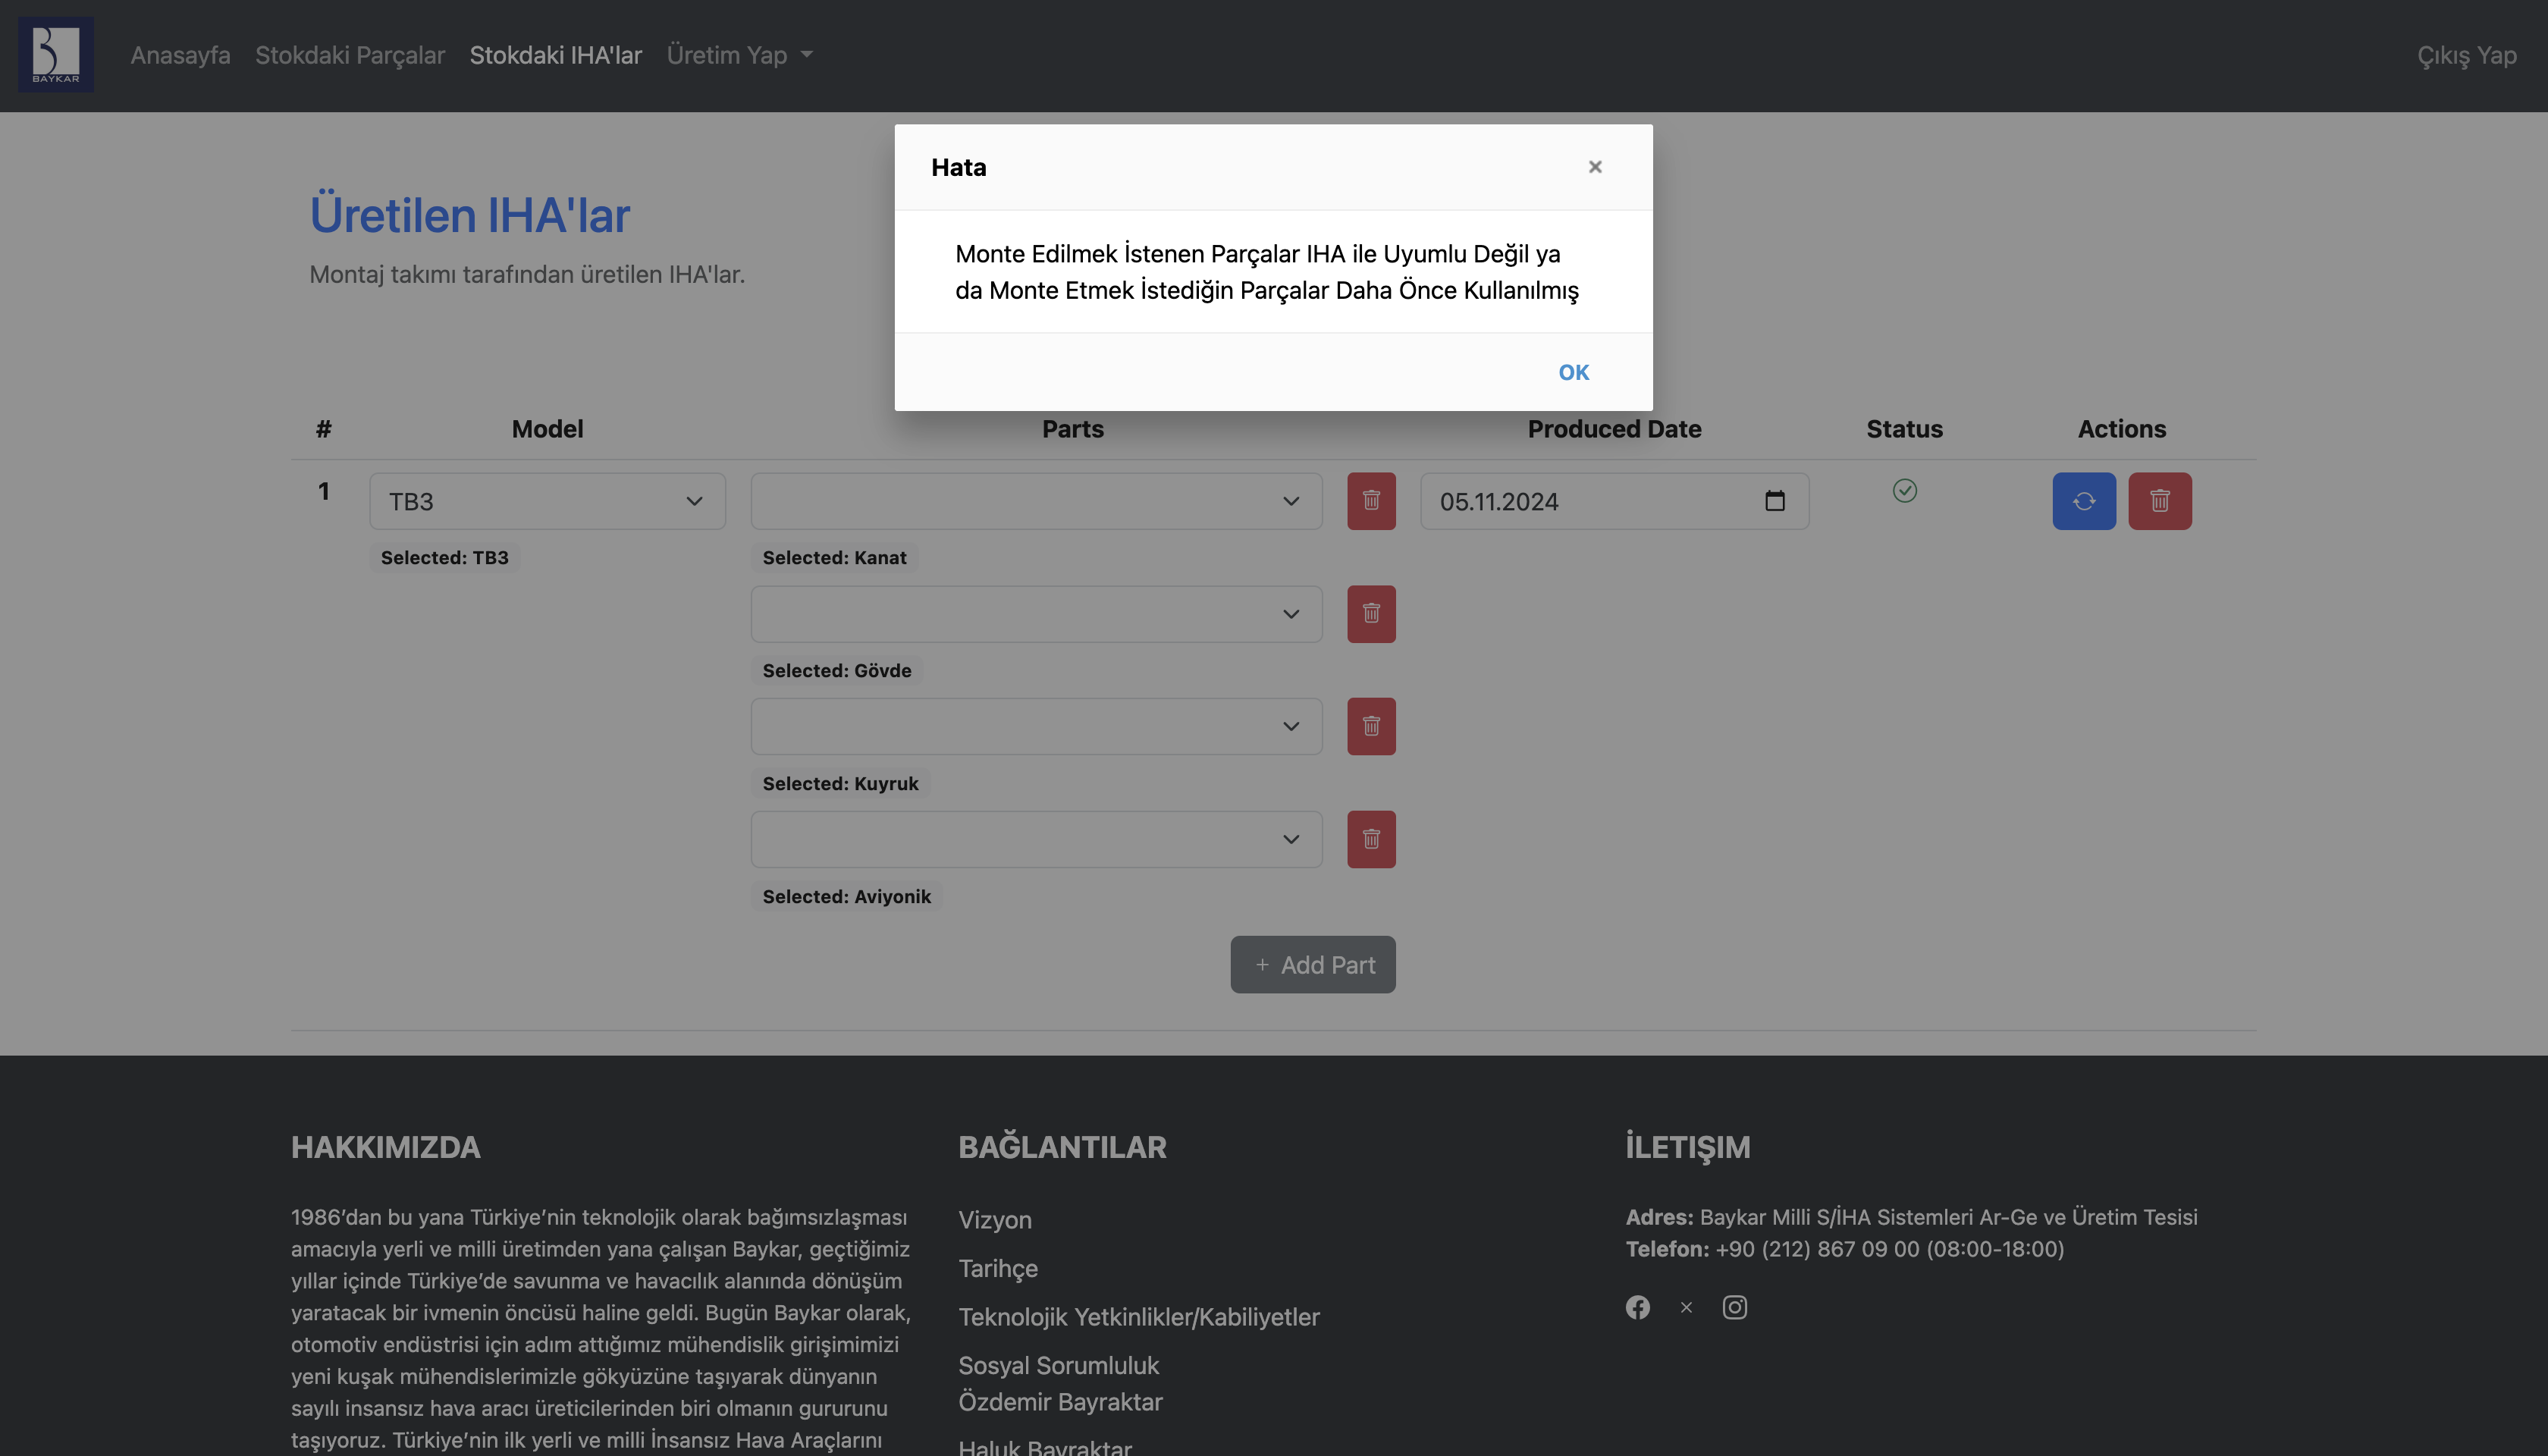 BAYKAR
Anasayfa
Stokdaki Parçalar
Stokdaki IHA'lar
Üretim Yap
Çıkış Yap
Hata
×
Monte Edilmek İstenen Parçalar IHA ile Uyumlu Değil ya
da Monte Etmek İstediğin Parçalar Daha Önce Kullanılmış
OK
Üretilen IHA'lar
Montaj takımı tarafından üretilen IHA'lar.
# Model Parts Produced Date Status Actions
1 TB3 05.11.2024
Selected: TB3 Selected: Kanat
Selected: Gövde
Selected: Kuyruk
Selected: Aviyonik
+ Add Part
HAKKIMIZDA
1986’dan bu yana Türkiye’nin teknolojik olarak bağımsızlaşması
amacıyla yerli ve milli üretimden yana çalışan Baykar, geçtiğimiz
yıllar içinde Türkiye’de savunma ve havacılık alanında dönüşüm
yaratacak bir ivmenin öncüsü haline geldi. Bugün Baykar olarak,
otomotiv endüstrisi için adım attığımız mühendislik girişimimizi
yeni kuşak mühendislerimizle gökyüzüne taşıyarak dünyanın
sayılı insansız hava aracı üreticilerinden biri olmanın gururunu
taşıyoruz. Türkiye’nin ilk yerli ve milli İnsansız Hava Araçlarını
BAĞLANTILAR
Vizyon
Tarihçe
Teknolojik Yetkinlikler/Kabiliyetler
Sosyal Sorumluluk
Özdemir Bayraktar
Haluk Bayraktar
İLETIŞIM
Adres: Baykar Milli S/İHA Sistemleri Ar-Ge ve Üretim Tesisi
Telefon: +90 (212) 867 09 00 (08:00-18:00)